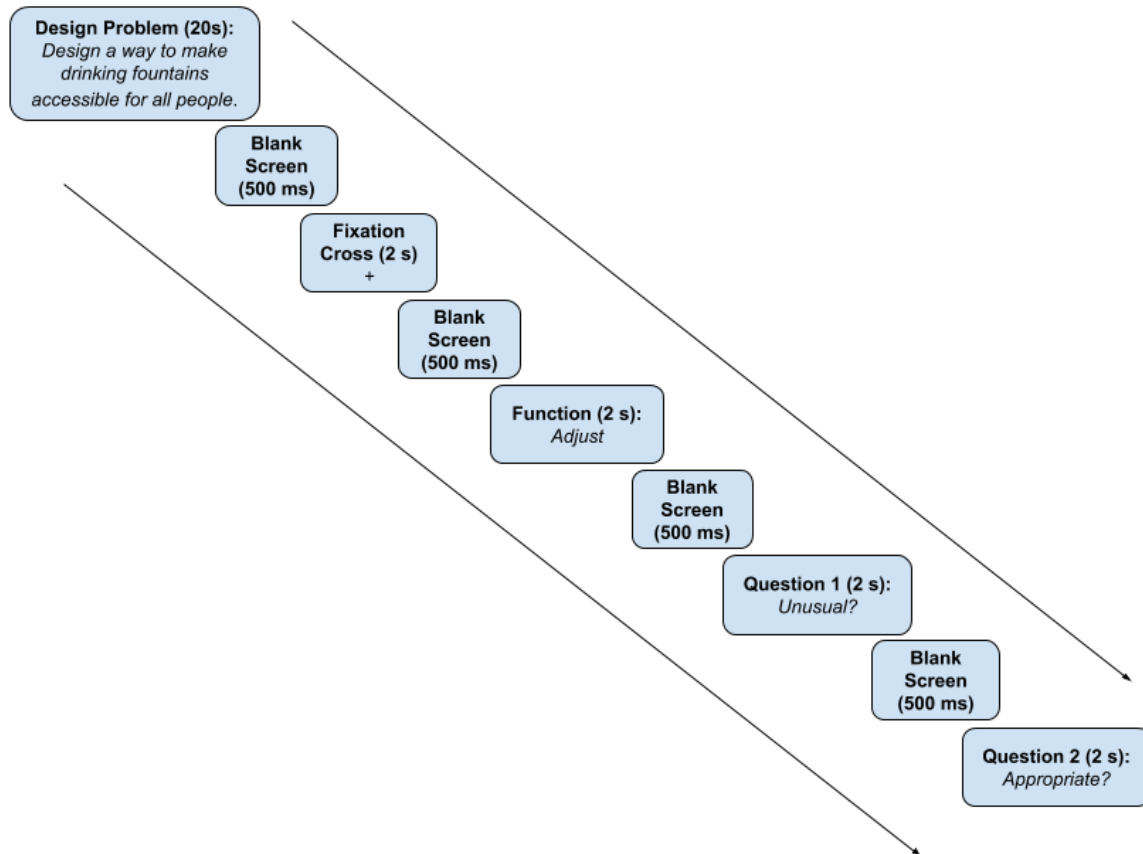 Design Problem (20s):
Design a way to make
drinking fountains
accessible for all people.
Blank
Screen
(500 ms)
Fixation
Cross (2 s)
+
Blank
Screen
(500 ms)
Function (2 s):
Adjust
Blank
Screen
(500 ms)
Question 1 (2 s):
Unusual?
Blank
Screen
(500 ms)
Question 2 (2 s):
Appropriate?